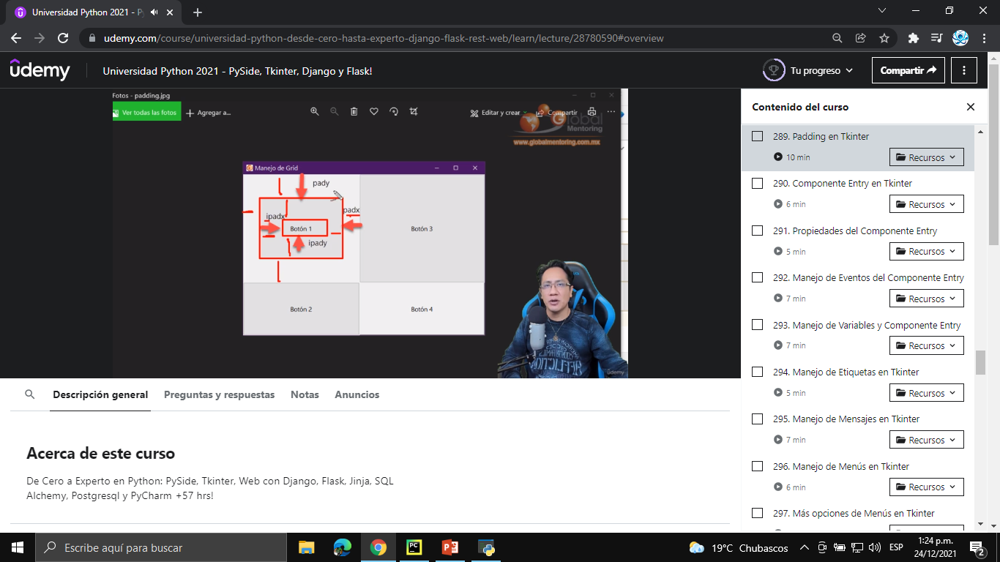 Universidad Python 2021 - P
udemy.com/course/universidad-python-desde-cero-hasta-experto-django-flask-rest-web/learn/lecture/28780590#overview
udemy
Universidad Python 2021 - PySide, Tkinter, Django y Flask!
Tu progreso
Compartir
Fotos - padding.jpg
Ver todas las fotos
Agregar a...
Editar y crear
Compartir
Global
Mentoring
www.globalmentoring.com.mx
Manejo de Grid
pady
ipadx
padx
Botón 1
ipady
Botón 3
Botón 2
Botón 4
udemy
Contenido del curso
289. Padding en Tkinter
10 min
Recursos
290. Componente Entry en Tkinter
6 min
Recursos
291. Propiedades del Componente Entry
5 min
Recursos
292. Manejo de Eventos del Componente Entry
7 min
Recursos
293. Manejo de Variables y Componente Entry
7 min
Recursos
294. Manejo de Etiquetas en Tkinter
5 min
Recursos
295. Manejo de Mensajes en Tkinter
7 min
Recursos
296. Manejo de Menús en Tkinter
6 min
Recursos
297. Más opciones de Menús en Tkinter
Descripción general
Preguntas y respuestas
Notas
Anuncios
Acerca de este curso
De Cero a Experto en Python: PySide, Tkinter, Web con Django, Flask, Jinja, SQL
Alchemy, Postgresql y PyCharm +57 hrs!
Escribe aquí para buscar
PC
19°C Chubascos
ESP
1:24 p.m.
24/12/2021
2